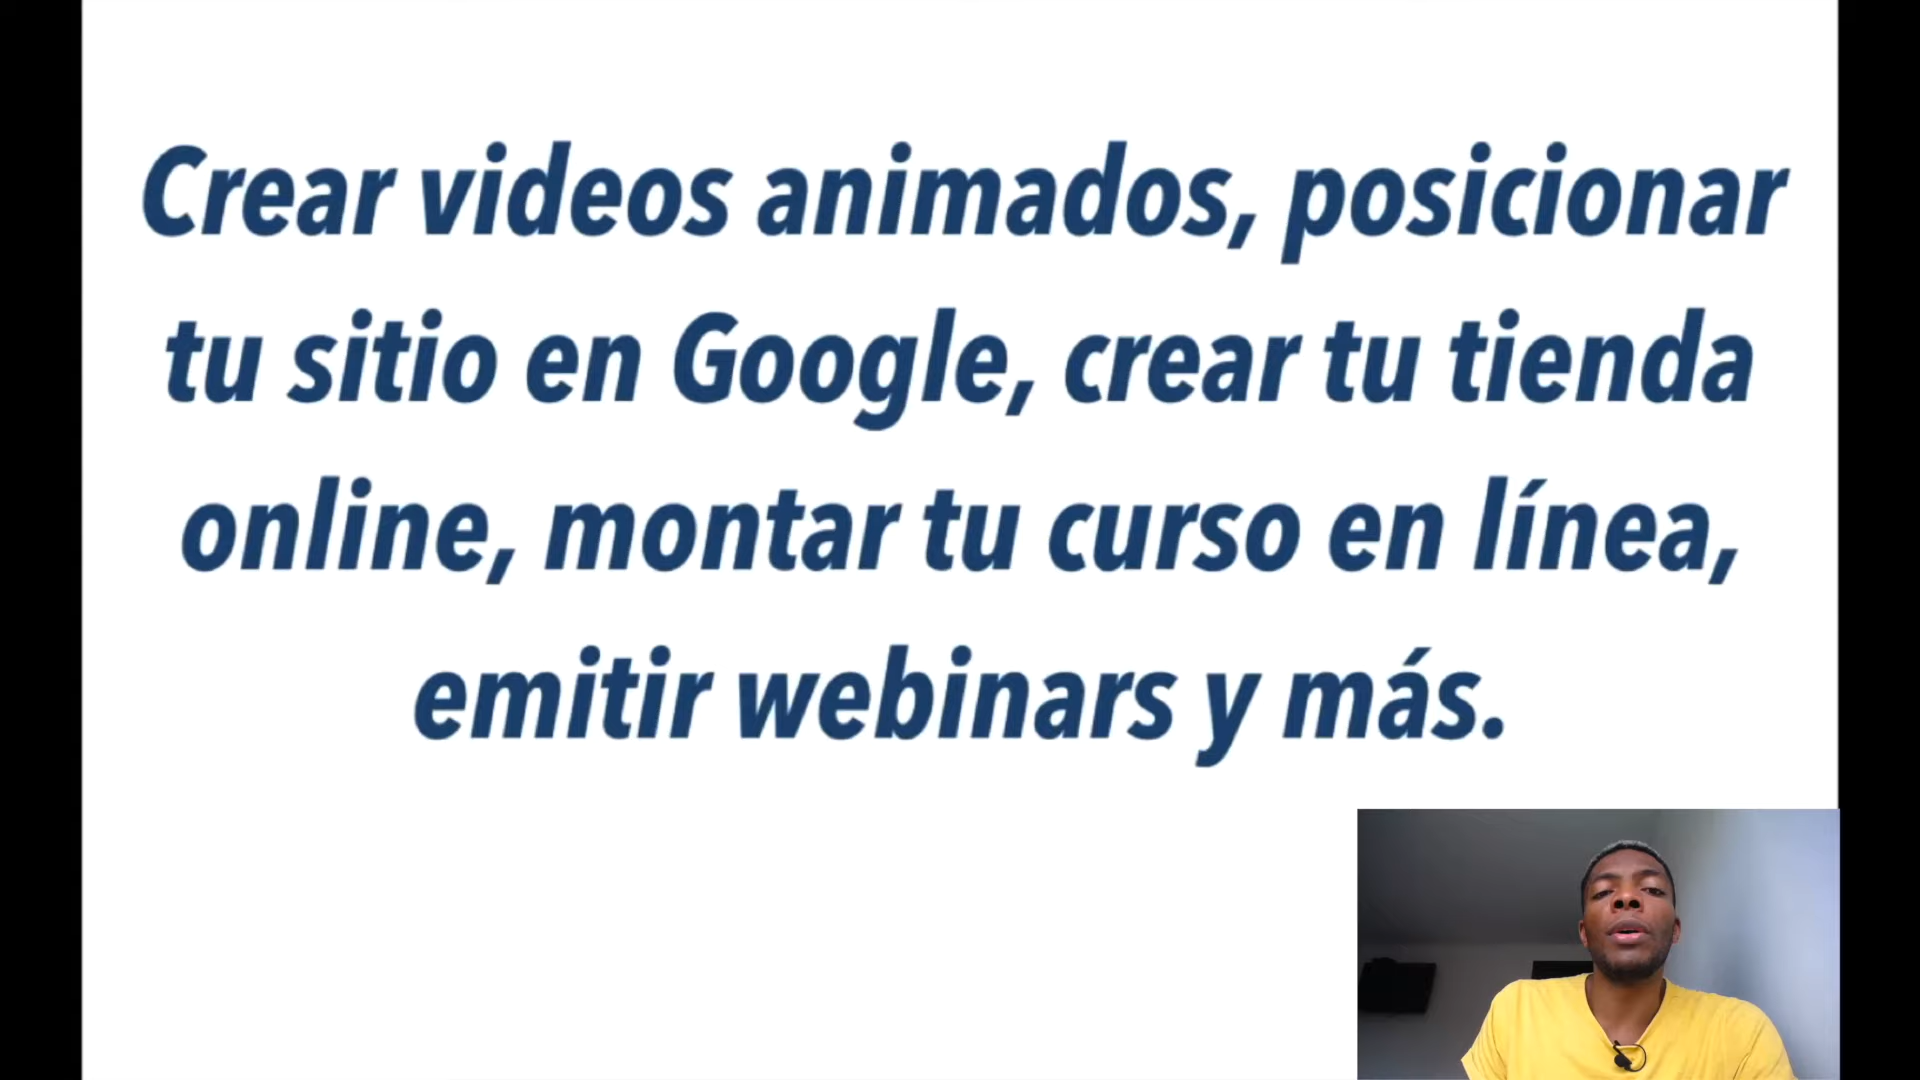 Crear videos animados, posicionar
tu sitio en Google, crear tu tienda
online, montar tu curso en línea,
emitir webinars y más.